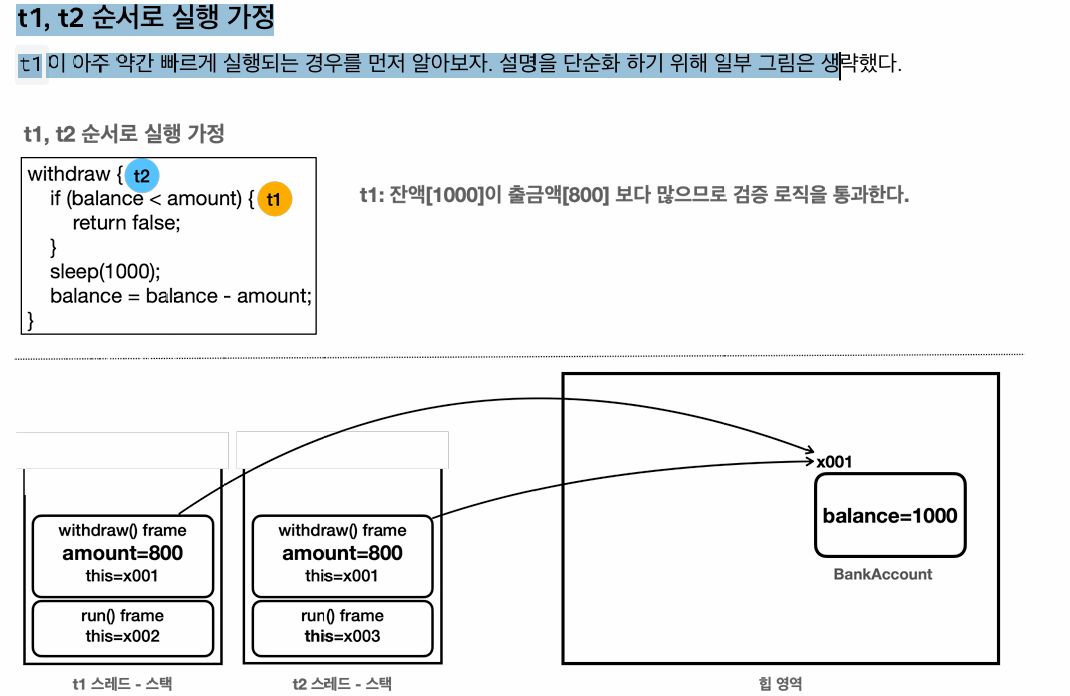 t1, t2 순서로 실행 가정
t1 이 아주 약간 빠르게 실행되는 경우를 먼저 알아보자. 설명을 단순화 하기 위해 일부 그림은 생략했다.
t1, t2 순서로 실행 가정
withdraw { t2
if (balance < amount) { t1
return false;
}
sleep(1000);
balance = balance - amount;
}
t1: 잔액[1000]이 출금액[800] 보다 많으므로 검증 로직을 통과한다.
withdraw() frame
amount=800
this=x001
run() frame
this=x002
t1 스레드 - 스택
withdraw() frame
amount=800
this=x001
run() frame
this=x003
t2 스레드 - 스택
x001
balance=1000
BankAccount
힙 영역